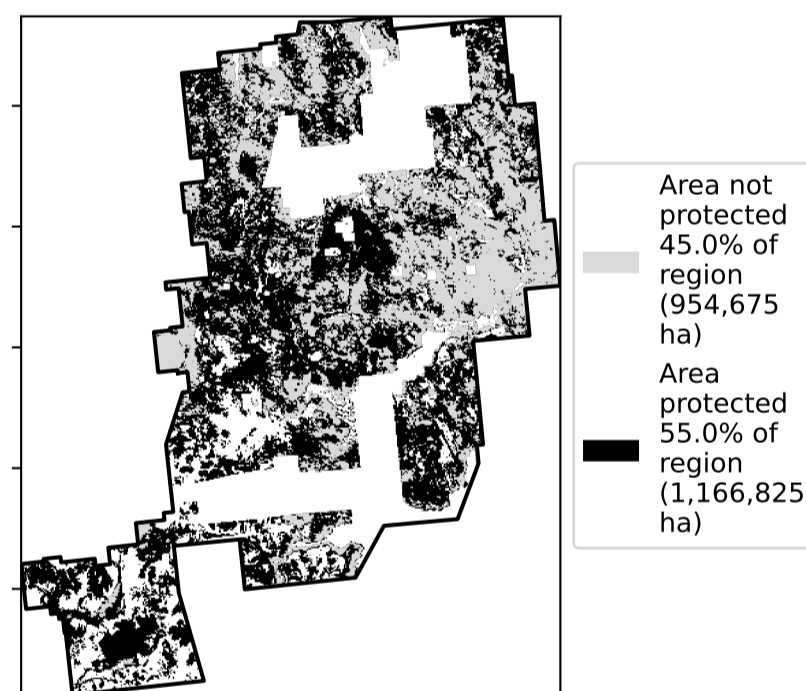 Area not
protected
45.0% of
region
(954,675
ha)
Area
protected
55.0% of
region
(1,166,825
ha)